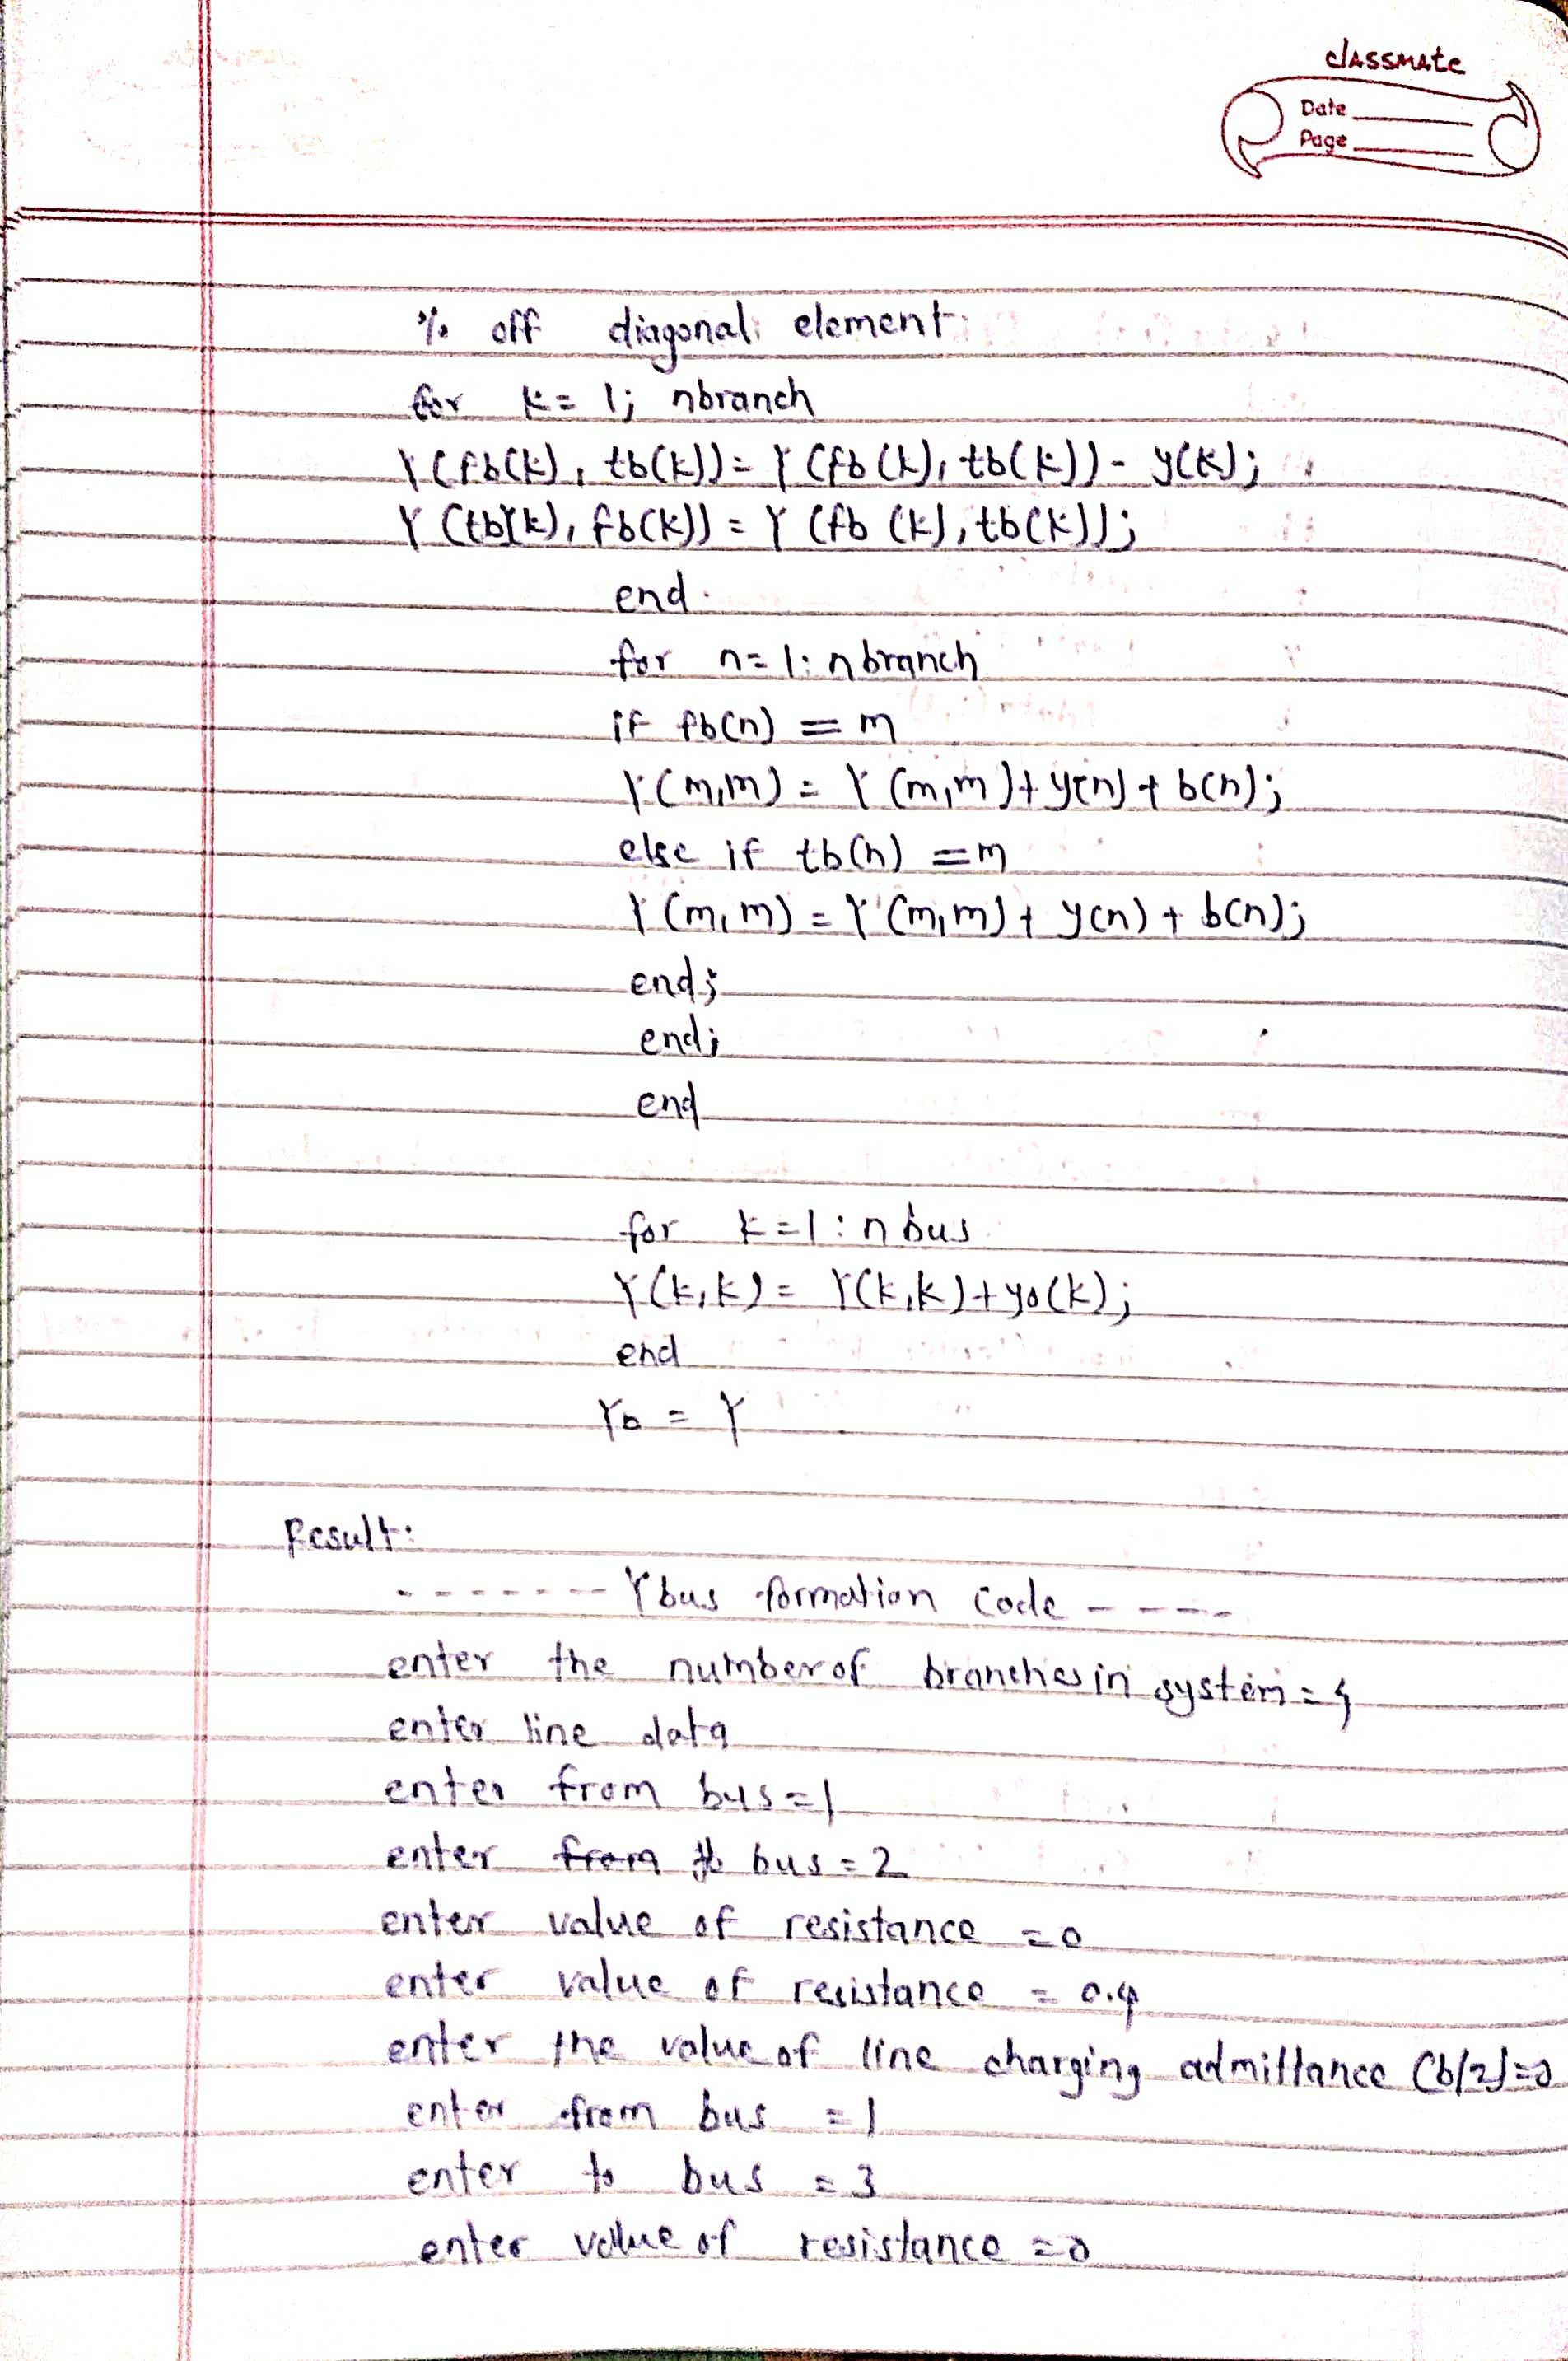 classmate
Date
Page
% off diagonal element
for k= 1; nbranch
Y(fb(k), tb(k)) = Y (fb (k), tb(k)) - y(k);
Y (tb(k), fb(k)) = Y (fb (k), tb(k));
end
for n=1: nbranch
if fb(n) == m
Y(m,m) = Y (m,m)+ y(n) + b(n);
else if tb(n) == m
Y (m,m) = Y (m,m) + y(n) + b(n);
end;
end;
end
for k=1:n bus
Y(k,k) = Y(k,k)+yo(k);
end
Yb = Y
Result:
------- Ybus formation Code -----
enter the number of branches in system = 4
enter line data
enter from bus = 1
enter from to bus = 2
enter value of resistance = 0
enter value of resistance = 0.4
enter the value of line charging admittance (b/2)=0
enter from bus = 1
enter to bus = 3
enter value of resistance = 0